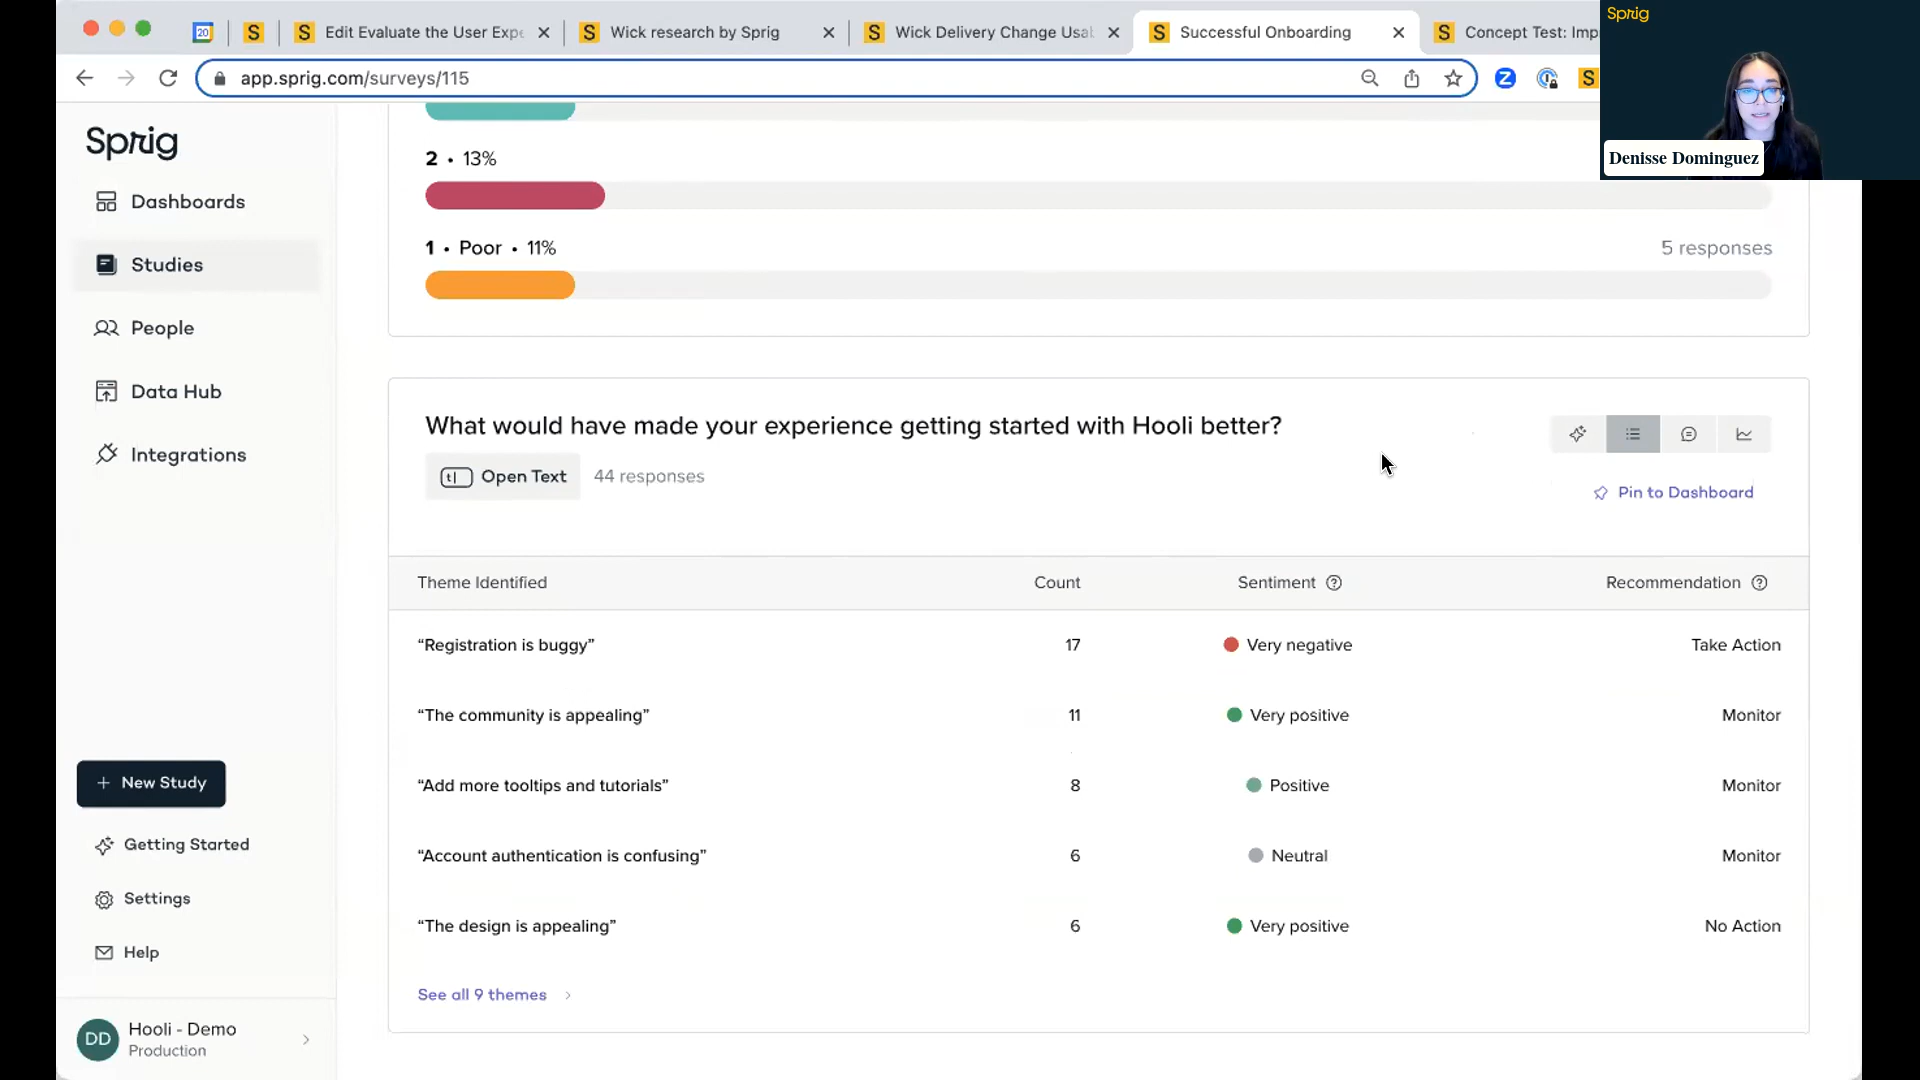 20
S
S Edit Evaluate the User Expe
S Wick research by Sprig
S Wick Delivery Change Usal
S Successful Onboarding
S Concept Test: Imp
Sprig
app.sprig.com/surveys/115
Z
S
Denisse Dominguez
Sprig
Dashboards
Studies
People
Data Hub
Integrations
+ New Study
Getting Started
Settings
Help
DD
Hooli - Demo
Production
2 • 13%
1 • Poor • 11%
5 responses
What would have made your experience getting started with Hooli better?
Open Text
44 responses
Pin to Dashboard
Theme Identified Count Sentiment ? Recommendation ?
“Registration is buggy” 17 Very negative Take Action
“The community is appealing” 11 Very positive Monitor
“Add more tooltips and tutorials” 8 Positive Monitor
“Account authentication is confusing” 6 Neutral Monitor
“The design is appealing” 6 Very positive No Action
See all 9 themes